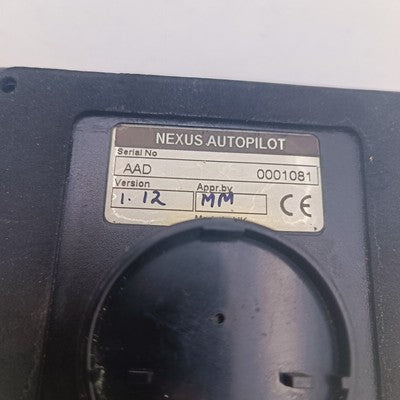 NEXUS AUTOPILOT
Serial No
AAD 0001081
Version Appr.by
1.12 MM CE